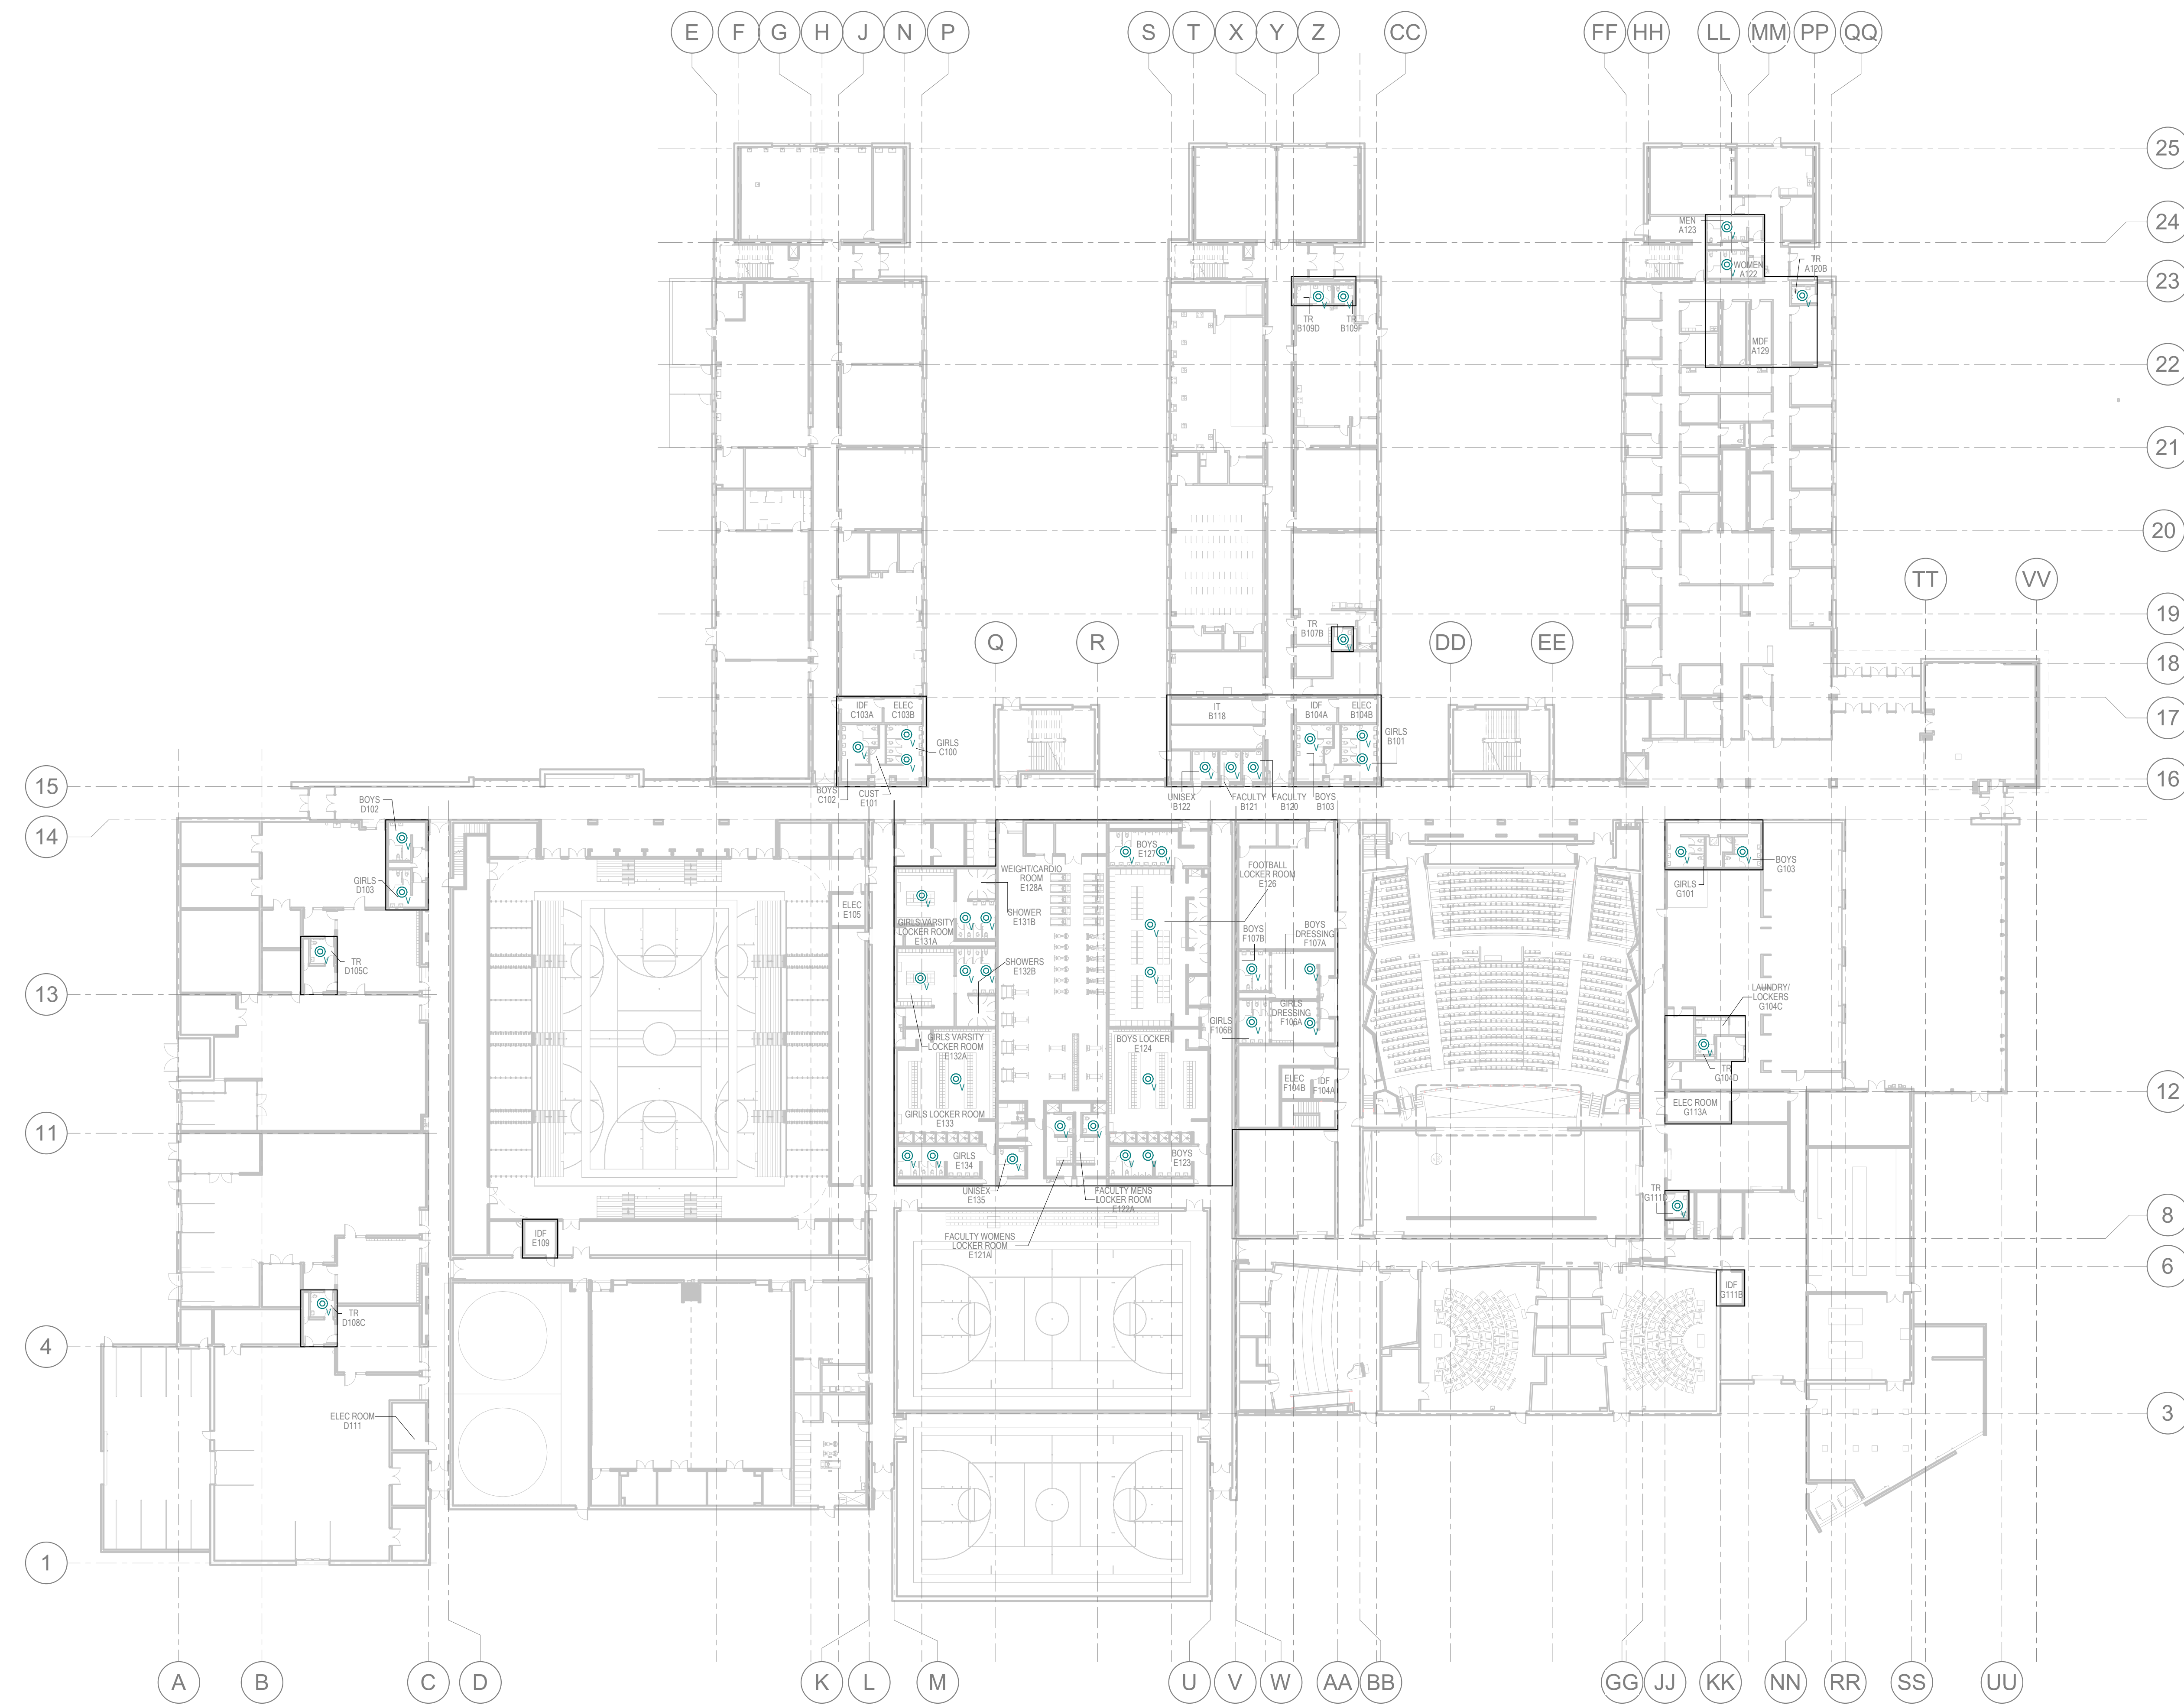 E F G H J N P S T X Y Z CC FF HH LL MM PP QQ
25
24
23
22
21
20
19
18
17
16
12
8
6
3
TT VV
Q R DD EE
15
14
13
11
4
1
MEN
A123
WOMEN
A122
TR
A120B
MDF
A129
TR
B109D
TR
B109F
TR
B107B
IDF
C103A
ELEC
C103B
GIRLS
C100
BOYS
C102
CUST
E101
IT
B118
IDF
B104A
ELEC
B104B
GIRLS
B101
UNISEX
B122
FACULTY
B121
FACULTY
B120
BOYS
B103
BOYS
D102
GIRLS
D103
TR
D105C
ELEC
E105
WEIGHT/CARDIO
ROOM
E128A
BOYS
E127
FOOTBALL
LOCKER ROOM
E126
SHOWER
E131B
GIRLS VARSITY
LOCKER ROOM
E131A
SHOWERS
E132B
BOYS
F107B
BOYS
DRESSING
F107A
GIRLS
DRESSING
F106A
GIRLS
F106B
GIRLS VARSITY
LOCKER ROOM
E132A
BOYS LOCKER
E124
GIRLS LOCKER ROOM
E133
ELEC
F104B
IDF
F104A
GIRLS
E134
BOYS
E123
UNISEX
E135
FACULTY MENS
LOCKER ROOM
E122A
FACULTY WOMENS
LOCKER ROOM
E121A
IDF
E109
GIRLS
G101
BOYS
G103
LAUNDRY/
LOCKERS
G104C
TR
G104D
ELEC ROOM
G113A
TR
IDF
G111B
TR
D108C
ELEC ROOM
D111
V V V V V V V V V V V V V V V V V V V V V V V V V V V V V V V V V V V V V V V V V V V
A B C D K L M U V W AA BB GG JJ KK NN RR SS UU